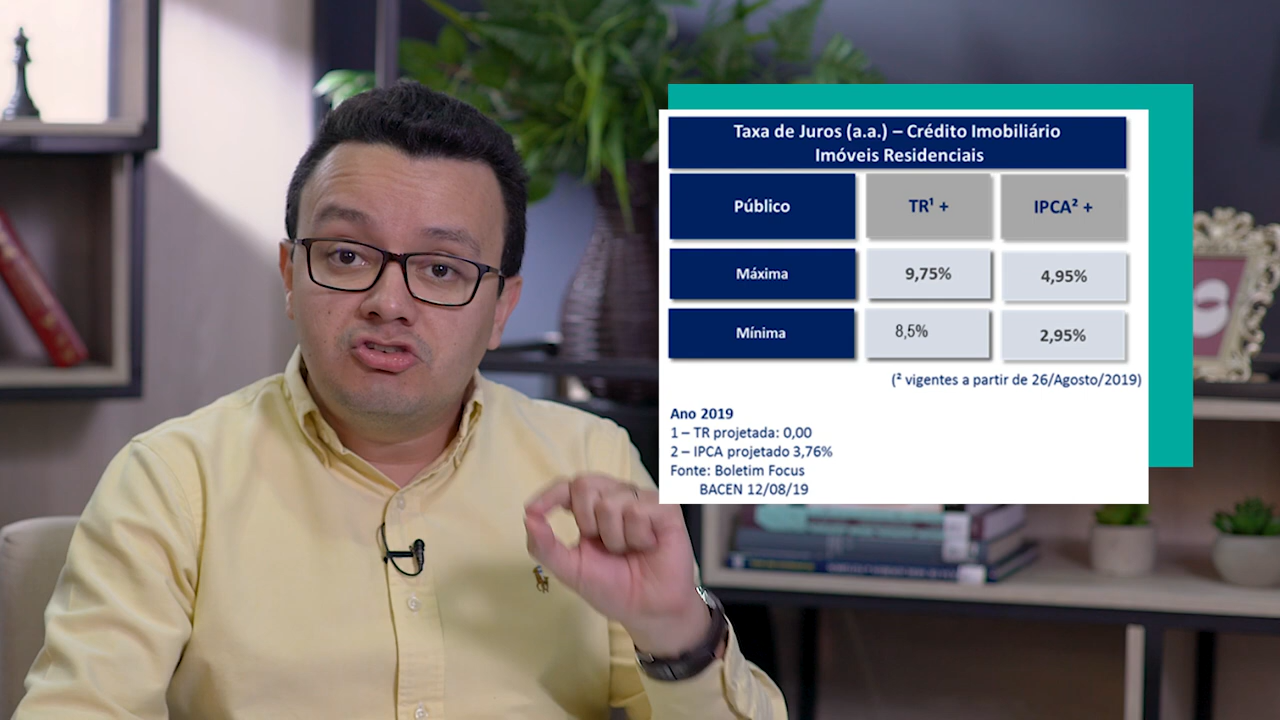 Taxa de Juros (a.a.) – Crédito Imobiliário
Imóveis Residenciais
Público TR¹ + IPCA² +
Máxima 9,75% 4,95%
Mínima 8,5% 2,95%
(² vigentes a partir de 26/Agosto/2019)
Ano 2019
1 – TR projetada: 0,00
2 – IPCA projetado 3,76%
Fonte: Boletim Focus
BACEN 12/08/19